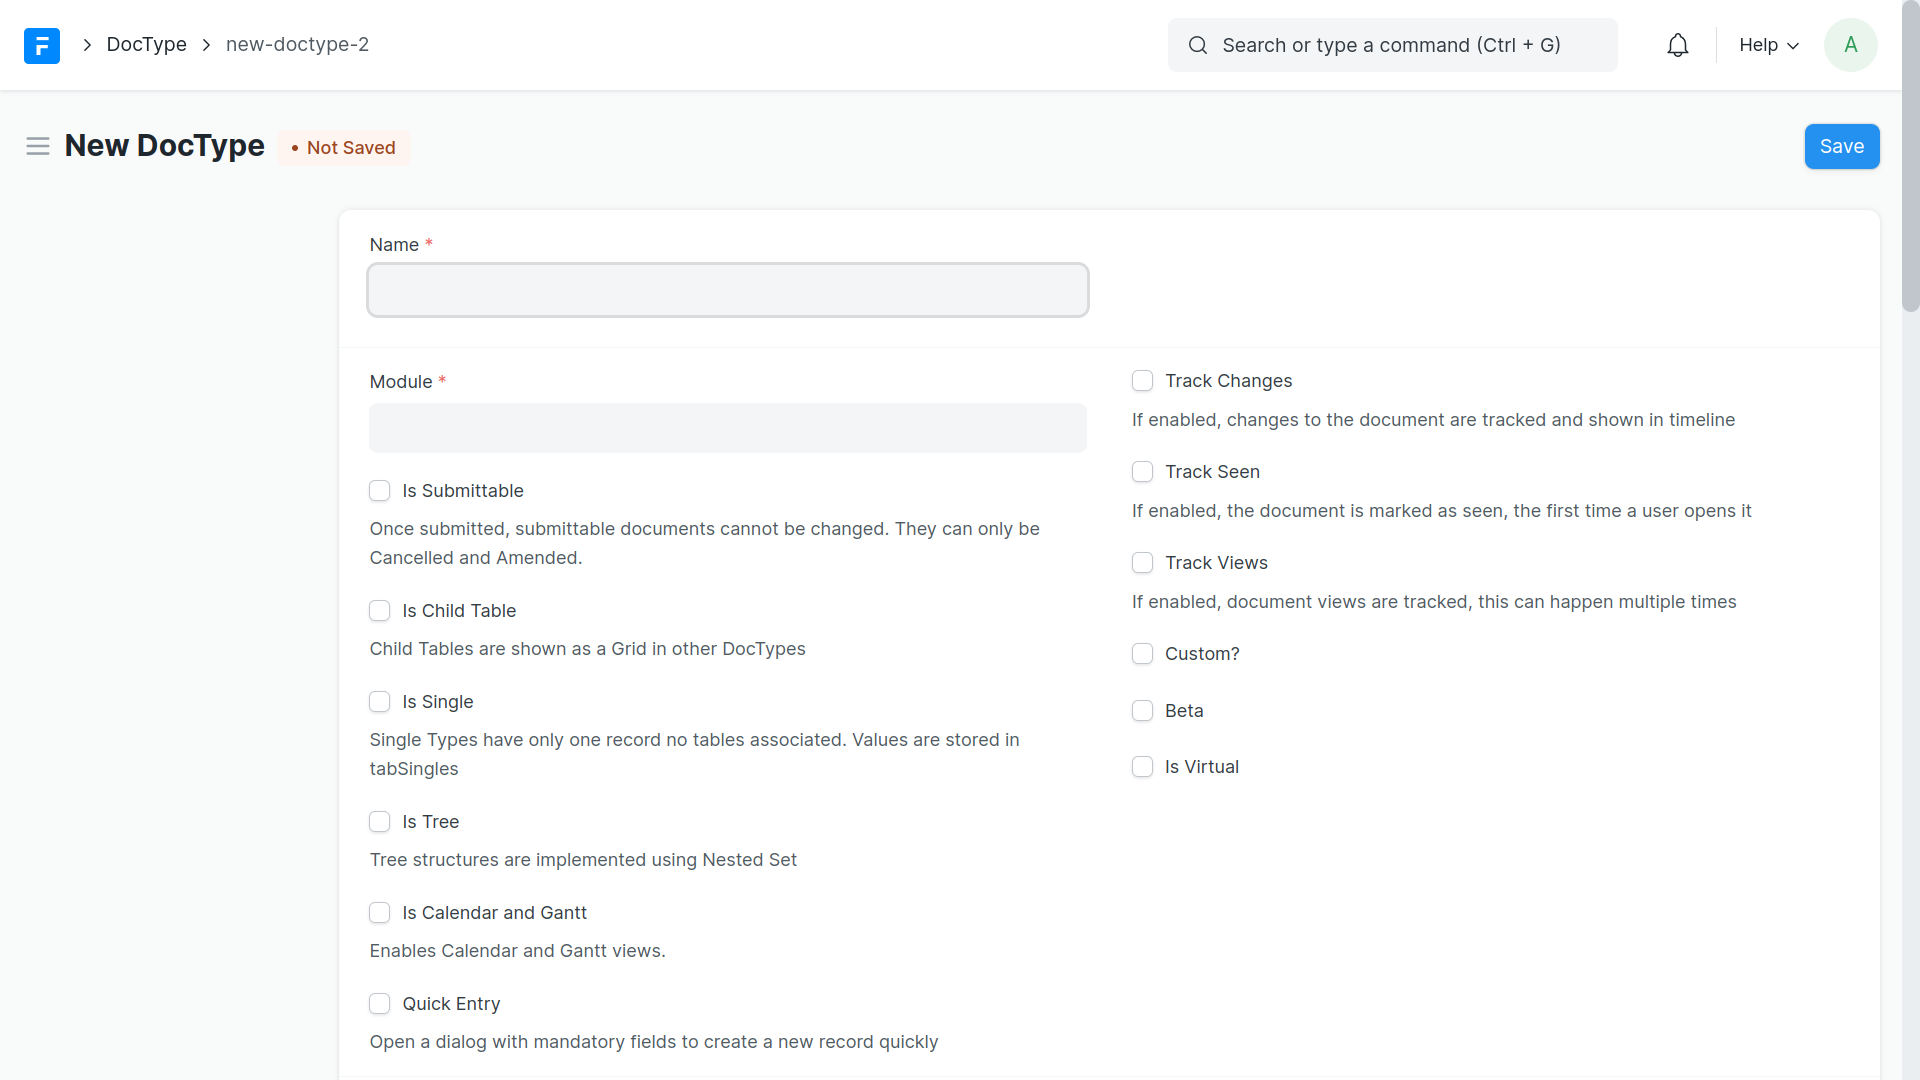 DocType
new-doctype-2
Search or type a command (Ctrl + G)
Help
A
New DocType
• Not Saved
Save
Name *
Module *
Is Submittable
Once submitted, submittable documents cannot be changed. They can only be
Cancelled and Amended.
Is Child Table
Child Tables are shown as a Grid in other DocTypes
Is Single
Single Types have only one record no tables associated. Values are stored in
tabSingles
Is Tree
Tree structures are implemented using Nested Set
Is Calendar and Gantt
Enables Calendar and Gantt views.
Quick Entry
Open a dialog with mandatory fields to create a new record quickly
Track Changes
If enabled, changes to the document are tracked and shown in timeline
Track Seen
If enabled, the document is marked as seen, the first time a user opens it
Track Views
If enabled, document views are tracked, this can happen multiple times
Custom?
Beta
Is Virtual